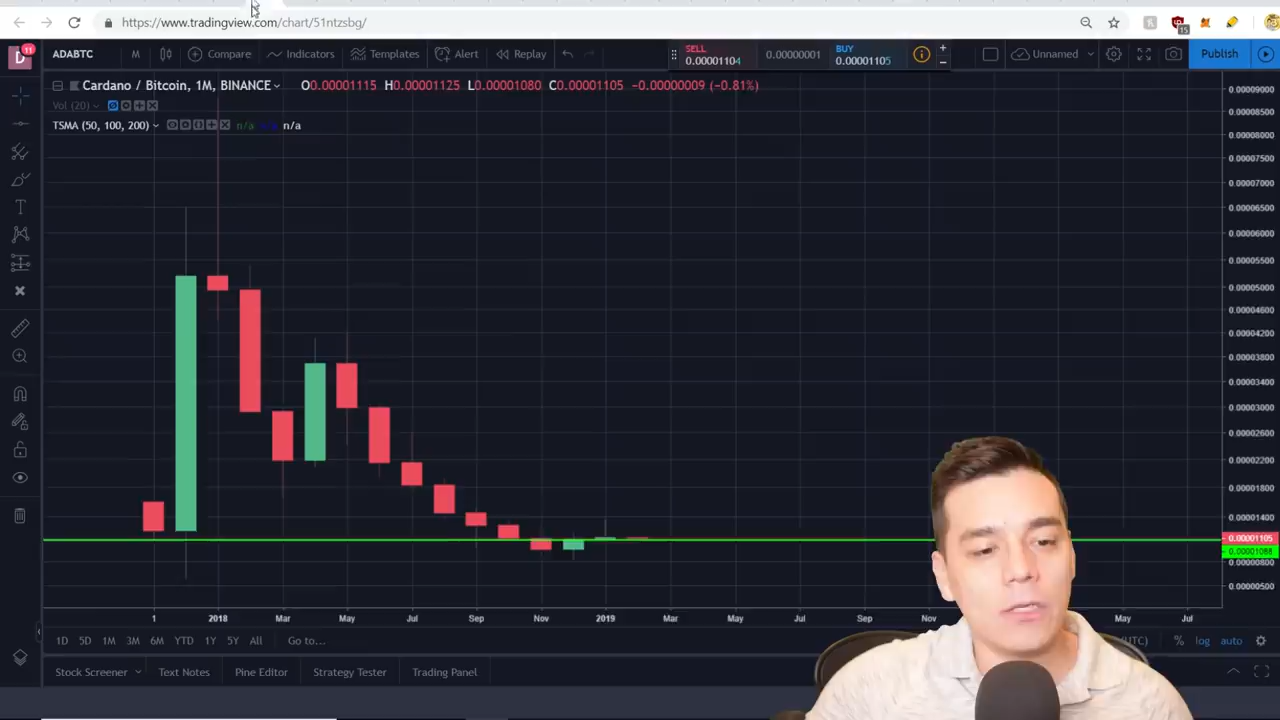 https://www.tradingview.com/chart/51ntzsbg/
15
D 11 ADABTC M Compare Indicators Templates Alert Replay SELL 0.00001104 0.00000001 BUY 0.00001105 Unnamed Publish
Cardano / Bitcoin, 1M, BINANCE O0.00001115 H0.00001125 L0.00001080 C0.00001105 −0.00000009 (−0.81%)
Vol (20)
TSMA (50, 100, 200) n/a n/a n/a
0.00009000
0.00008500
0.00008000
0.00007500
0.00007000
0.00006500
0.00006000
0.00005500
0.00005000
0.00004600
0.00004200
0.00003800
0.00003400
0.00003000
0.00002600
0.00002200
0.00001800
0.00001400
0.00001105
0.00001088
0.00000800
0.00000500
1 2018 Mar May Jul Sep Nov 2019 Mar May Jul Sep Nov May Jul
1D 5D 1M 3M 6M YTD 1Y 5Y All Go to... (UTC) % log auto
Stock Screener Text Notes Pine Editor Strategy Tester Trading Panel